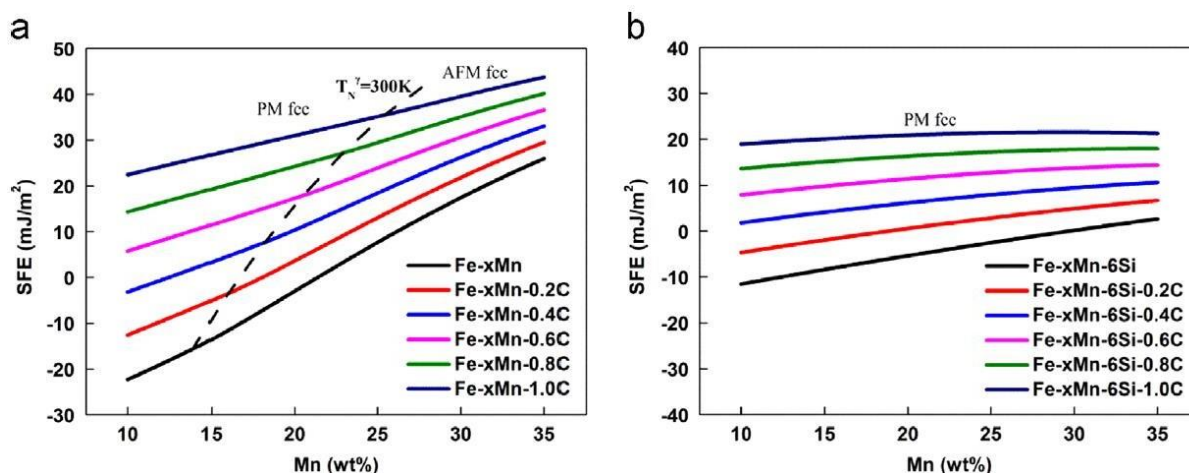 a
50
40
30
20
10
0
-10
-20
-30
SFE (mJ/m²)
10 15 20 25 30 35
Mn (wt%)
PM fcc
T_N^γ=300K
AFM fcc
Fe-xMn
Fe-xMn-0.2C
Fe-xMn-0.4C
Fe-xMn-0.6C
Fe-xMn-0.8C
Fe-xMn-1.0C
b
40
30
20
10
0
-10
-20
-30
-40
SFE (mJ/m²)
10 15 20 25 30 35
Mn (wt%)
PM fcc
Fe-xMn-6Si
Fe-xMn-6Si-0.2C
Fe-xMn-6Si-0.4C
Fe-xMn-6Si-0.6C
Fe-xMn-6Si-0.8C
Fe-xMn-6Si-1.0C